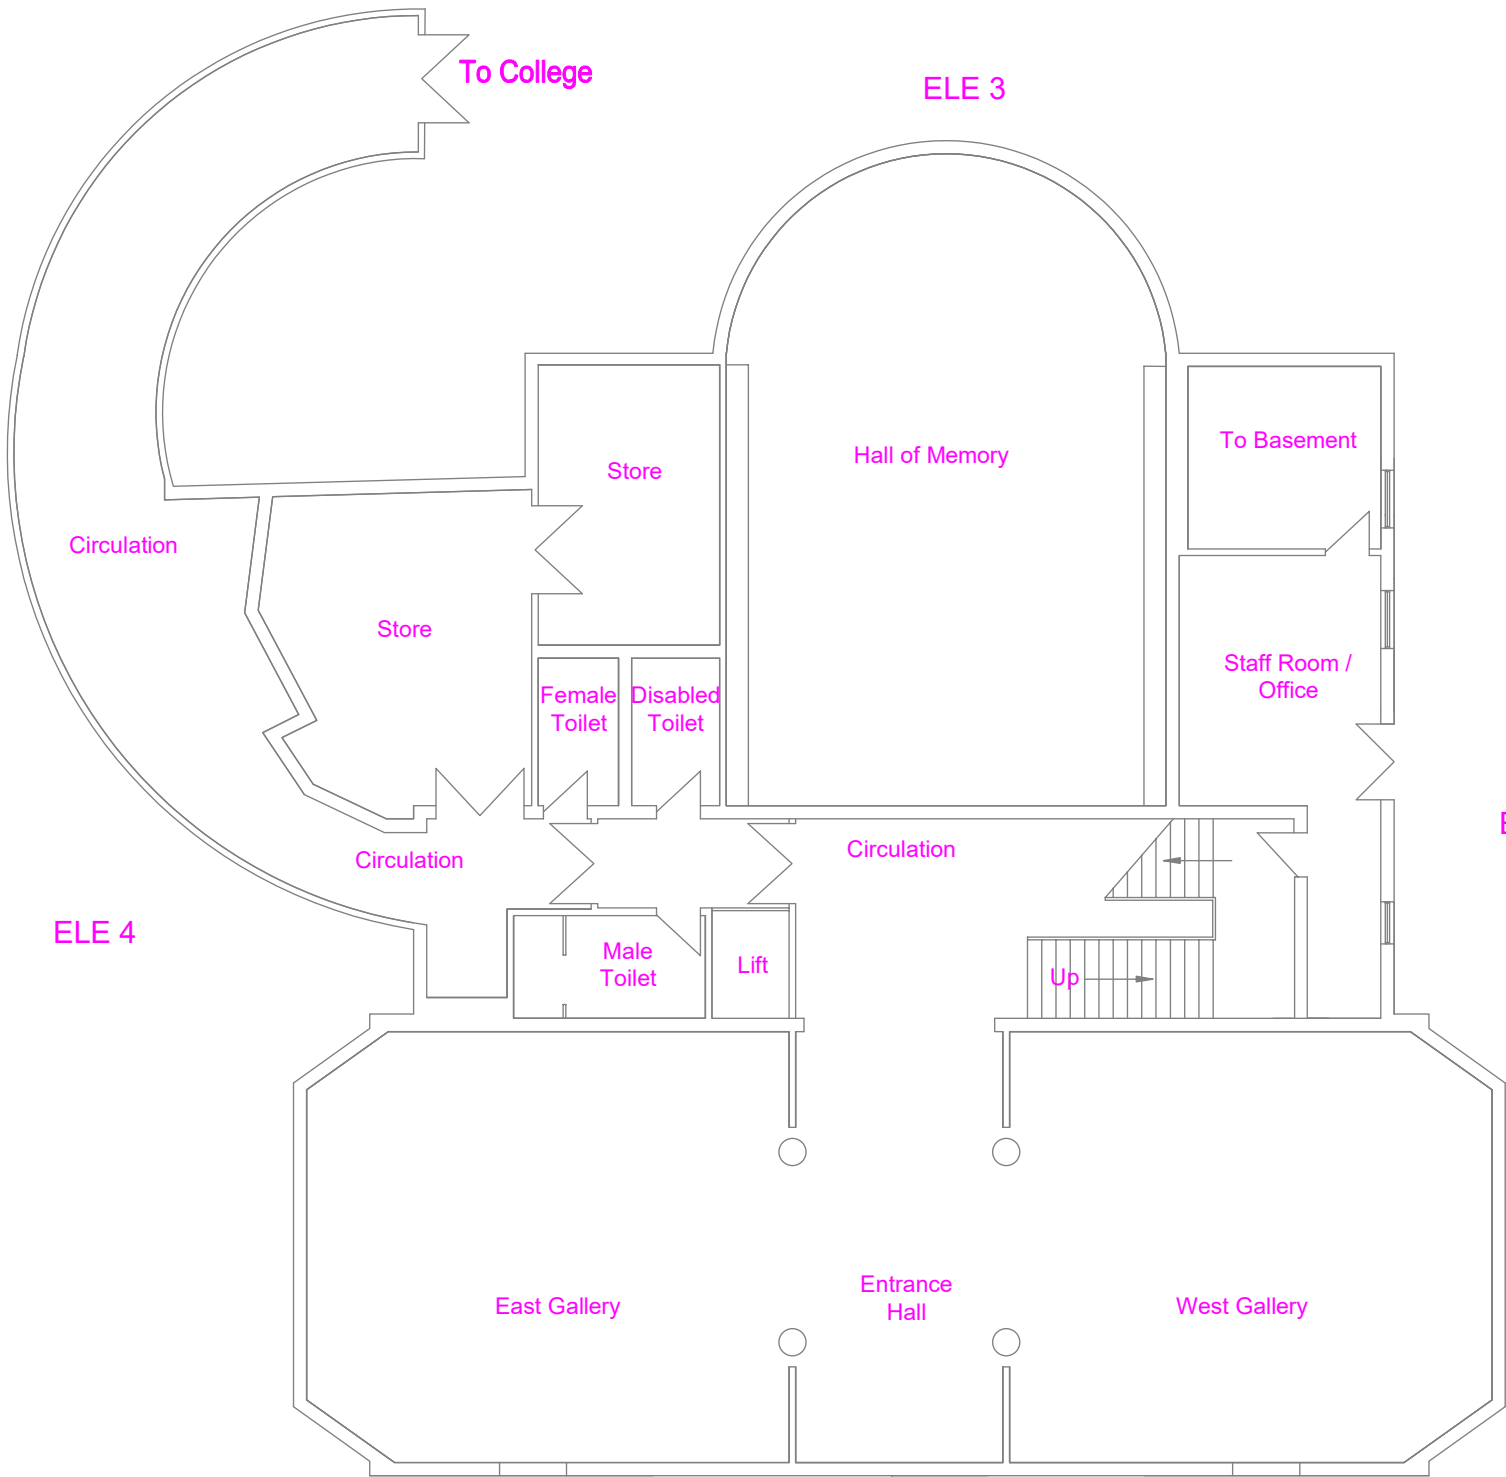 To College
ELE 3
To Basement
Hall of Memory
Store
Circulation
Store
Staff Room /
Office
Female
Toilet
Disabled
Toilet
Circulation
Circulation
ELE 4
Male
Toilet
Lift
Up
East Gallery
Entrance
Hall
West Gallery